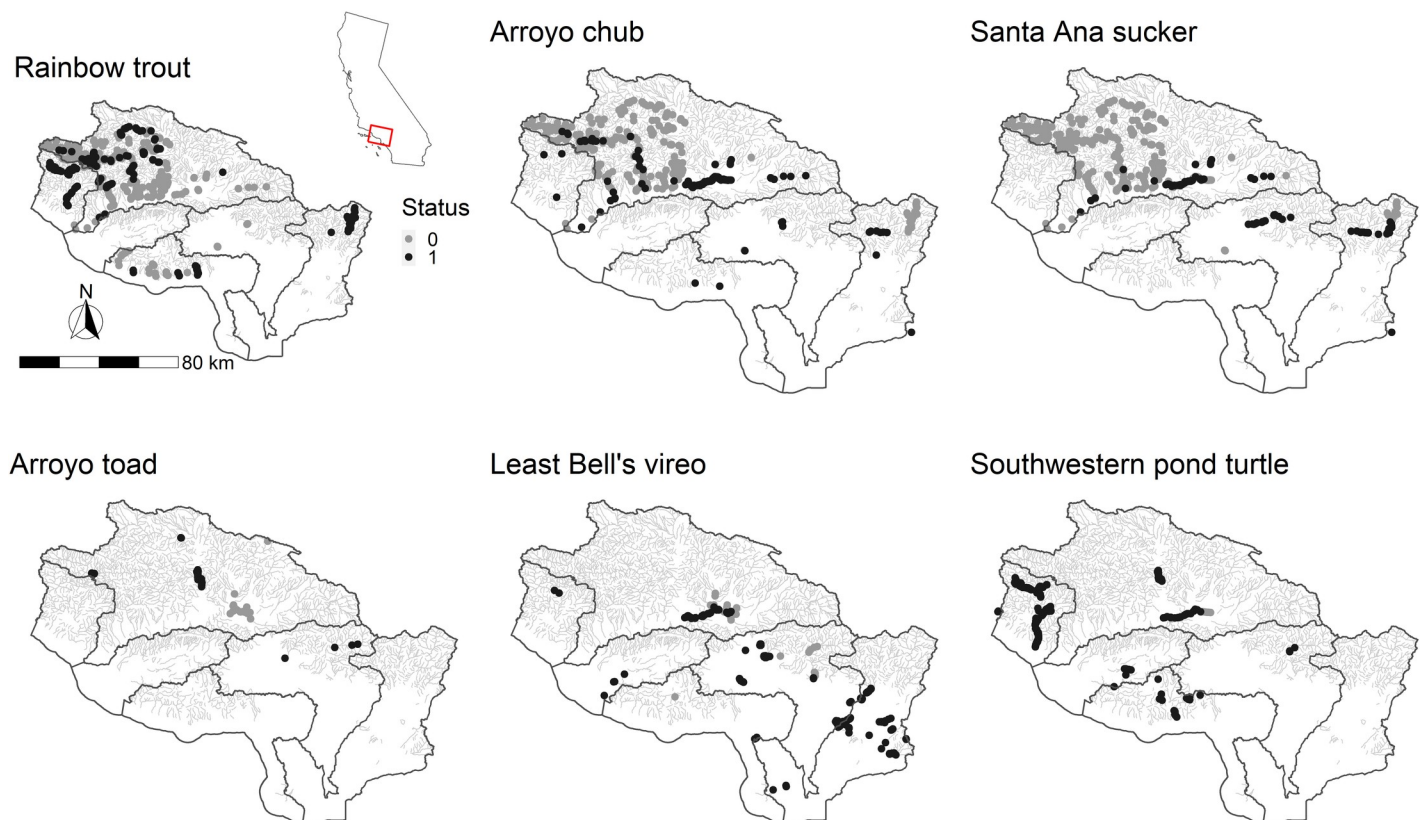 Rainbow trout
Arroyo chub
Santa Ana sucker
Status
0
1
N
80 km
Arroyo toad
Least Bell's vireo
Southwestern pond turtle